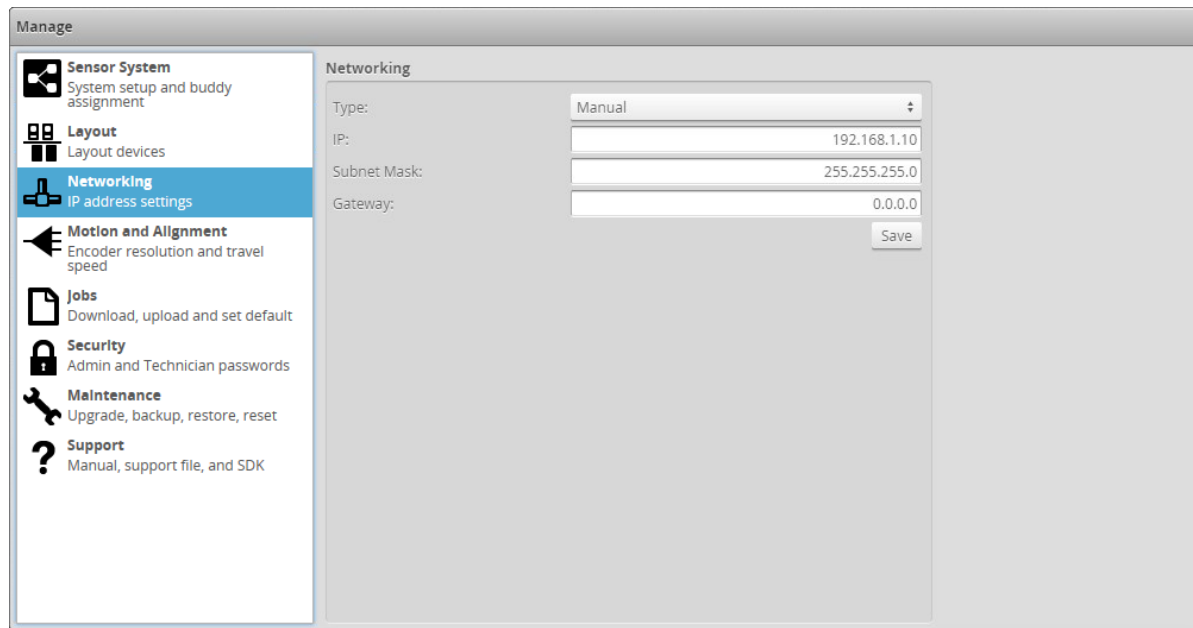 Manage
Sensor System
System setup and buddy
assignment
Layout
Layout devices
Networking
IP address settings
Motion and Alignment
Encoder resolution and travel
speed
Jobs
Download, upload and set default
Security
Admin and Technician passwords
Maintenance
Upgrade, backup, restore, reset
Support
Manual, support file, and SDK
Networking
Type: Manual
IP: 192.168.1.10
Subnet Mask: 255.255.255.0
Gateway: 0.0.0.0
Save